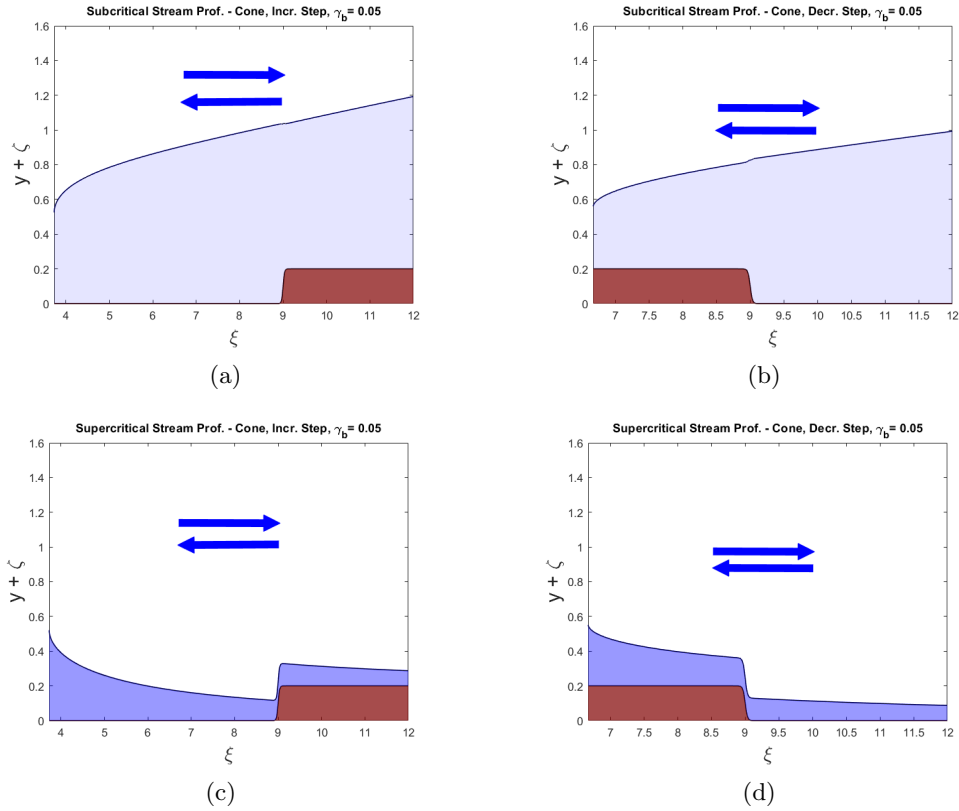 Subcritical Stream Prof. - Cone, Incr. Step, γb= 0.05
1.6
1.4
1.2
1
0.8
0.6
0.4
0.2
0
y + ζ
4 5 6 7 8 9 10 11 12
ξ
(a)
Subcritical Stream Prof. - Cone, Decr. Step, γb= 0.05
1.6
1.4
1.2
1
0.8
0.6
0.4
0.2
0
y + ζ
7 7.5 8 8.5 9 9.5 10 10.5 11 11.5 12
ξ
(b)
Supercritical Stream Prof. - Cone, Incr. Step, γb= 0.05
1.6
1.4
1.2
1
0.8
0.6
0.4
0.2
0
y + ζ
4 5 6 7 8 9 10 11 12
ξ
(c)
Supercritical Stream Prof. - Cone, Decr. Step, γb= 0.05
1.6
1.4
1.2
1
0.8
0.6
0.4
0.2
0
y + ζ
7 7.5 8 8.5 9 9.5 10 10.5 11 11.5 12
ξ
(d)